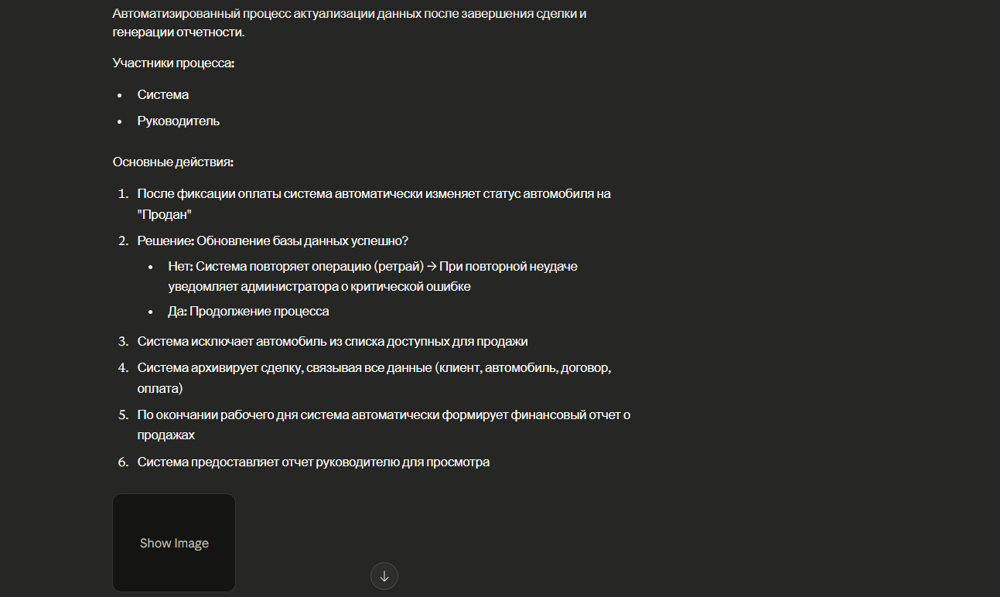 Автоматизированный процесс актуализации данных после завершения сделки и
генерации отчетности.
Участники процесса:
• Система
• Руководитель
Основные действия:
1. После фиксации оплаты система автоматически изменяет статус автомобиля на
"Продан"
2. Решение: Обновление базы данных успешно?
• Нет: Система повторяет операцию (ретрай) → При повторной неудаче
уведомляет администратора о критической ошибке
• Да: Продолжение процесса
3. Система исключает автомобиль из списка доступных для продажи
4. Система архивирует сделку, связывая все данные (клиент, автомобиль, договор,
оплата)
5. По окончании рабочего дня система автоматически формирует финансовый отчет о
продажах
6. Система предоставляет отчет руководителю для просмотра
Show Image